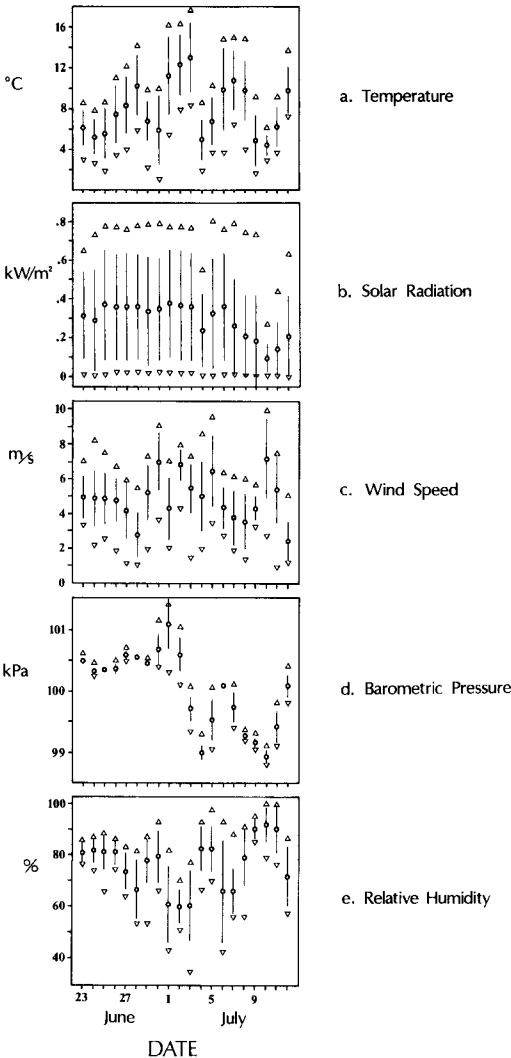 16
12
8
4
°C
a. Temperature
.8
.6
.4
.2
0
kW/m²
b. Solar Radiation
10
8
6
4
2
0
m/s
c. Wind Speed
101
100
99
kPa
d. Barometric Pressure
100
80
60
40
%
e. Relative Humidity
23 27 1 5 9
June July
DATE